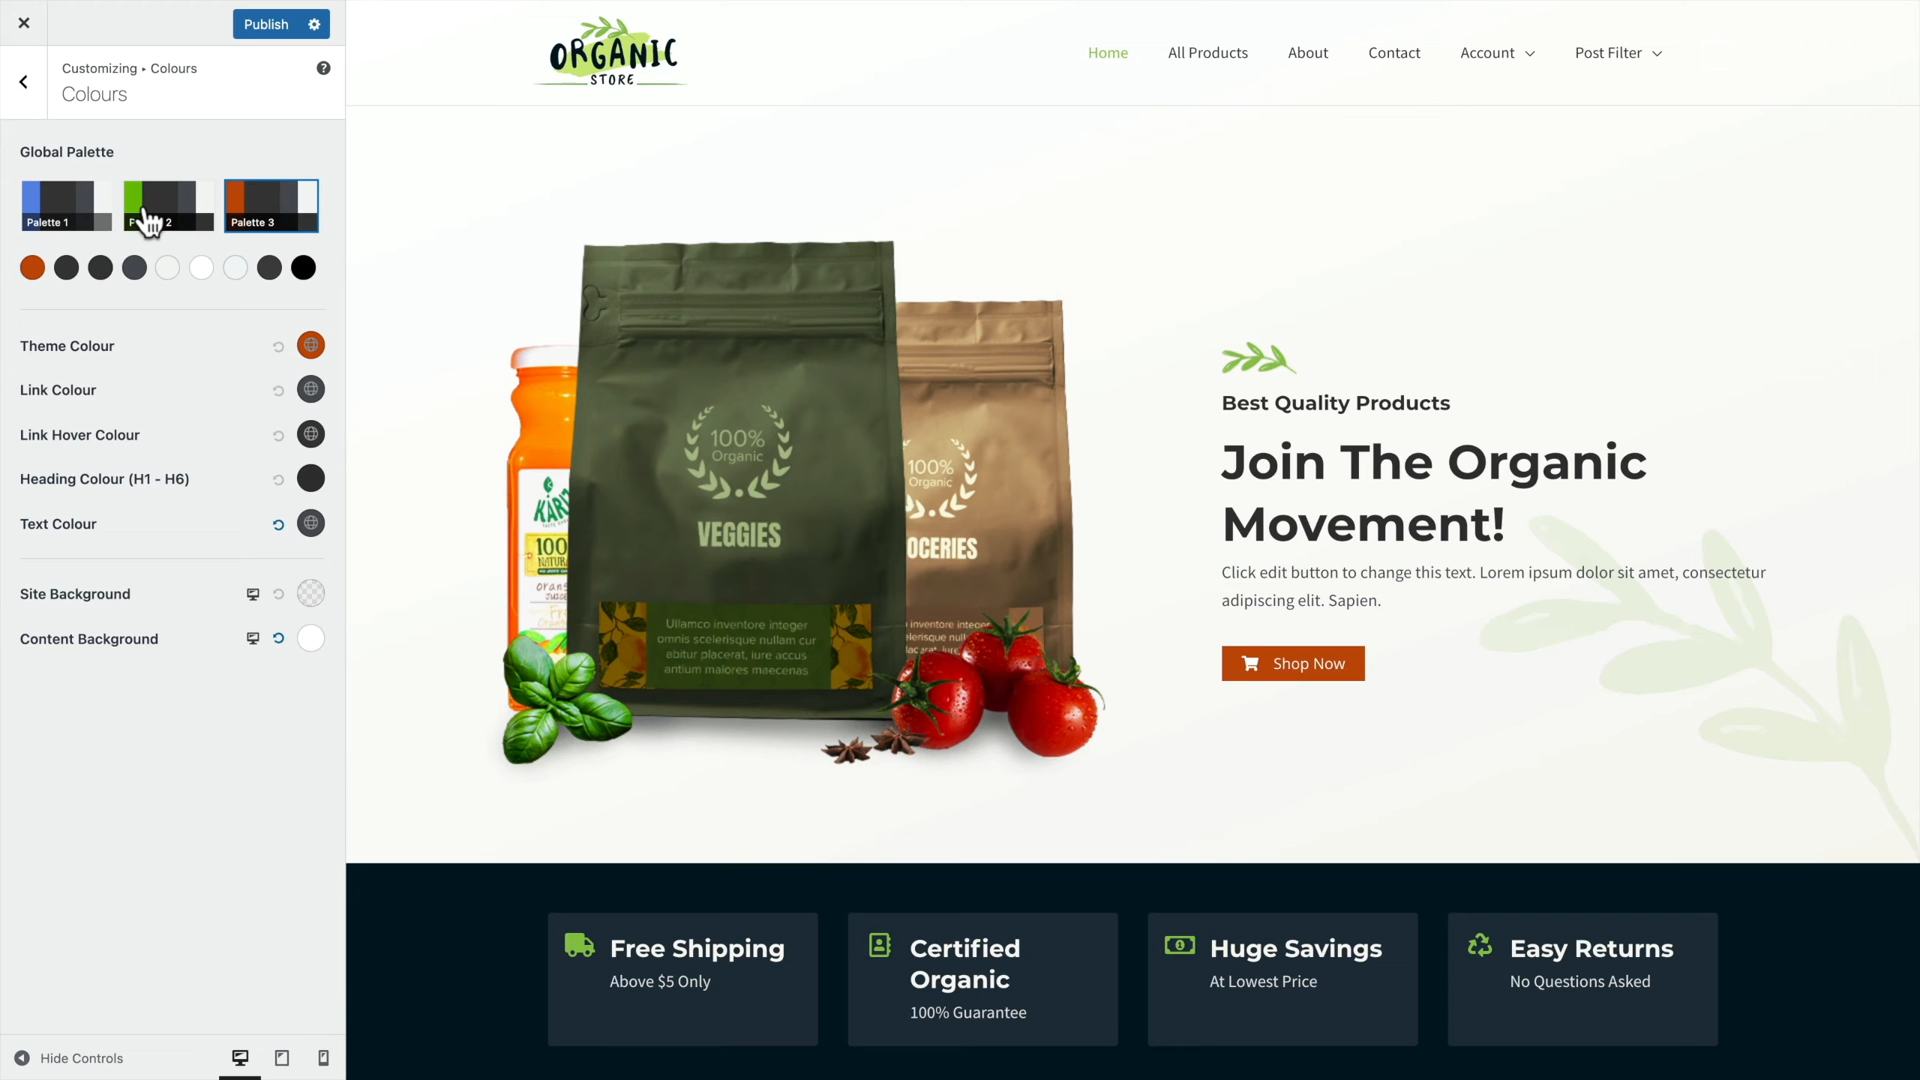 Publish
Customizing ▸ Colours
Colours
Global Palette
Palette 1
Palette 3
Theme Colour
Link Colour
Link Hover Colour
Heading Colour (H1 - H6)
Text Colour
Site Background
Content Background
Hide Controls
ORGANIC
STORE
Home
All Products
About
Contact
Account
Post Filter
100%
Organic
VEGGIES
Ullamco inventore integer
omnis scelerisque nullam cur
abitur placerat, iure accus
antium maiores maecenas
100%
Organic
Best Quality Products
Join The Organic
Movement!
Click edit button to change this text. Lorem ipsum dolor sit amet, consectetur
adipiscing elit. Sapien.
Shop Now
Free Shipping
Above $5 Only
Certified
Organic
100% Guarantee
Huge Savings
At Lowest Price
Easy Returns
No Questions Asked